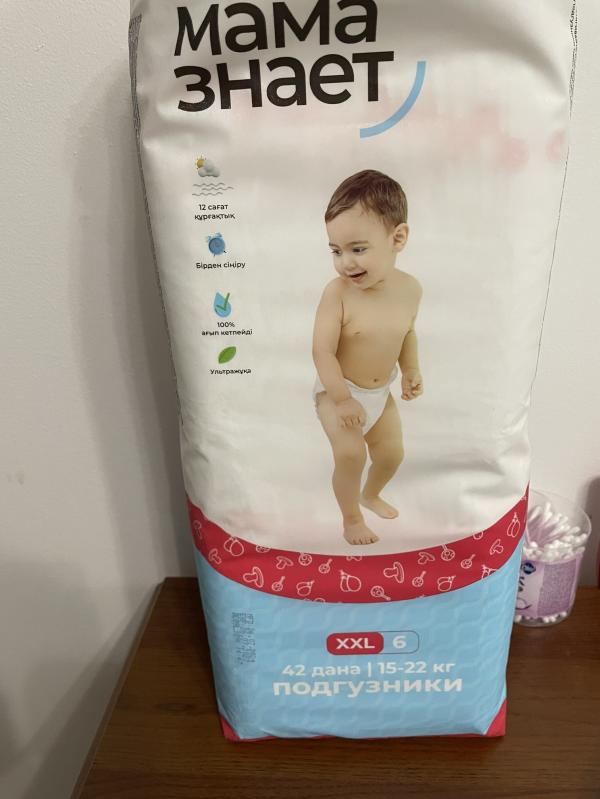 мама
знает
12 сағат
құрғақтық
Бірден сіңіру
100%
ағып кетпейді
Ультражұқа
XXL 6
42 дана | 15-22 кг
подгузники